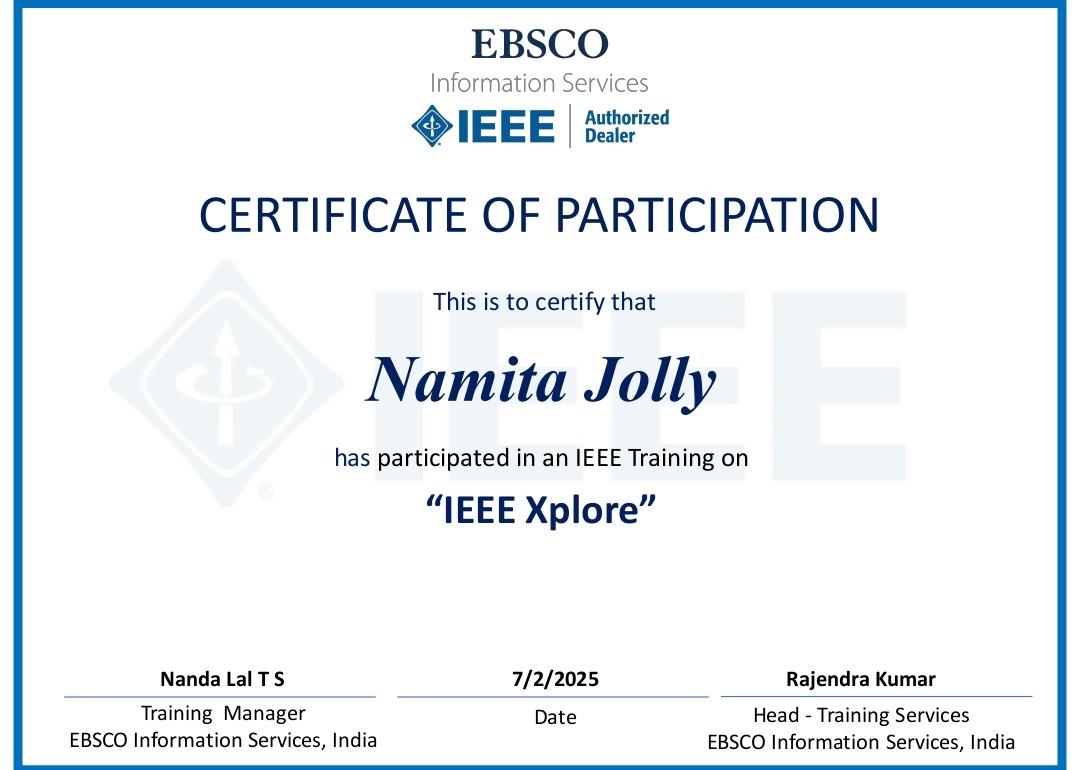 EBSCO
Information Services
IEEE Authorized Dealer
CERTIFICATE OF PARTICIPATION
IEEE
®
This is to certify that
Namita Jolly
has participated in an IEEE Training on
“IEEE Xplore”
Nanda Lal T S
Training Manager
EBSCO Information Services, India
7/2/2025
Date
Rajendra Kumar
Head - Training Services
EBSCO Information Services, India